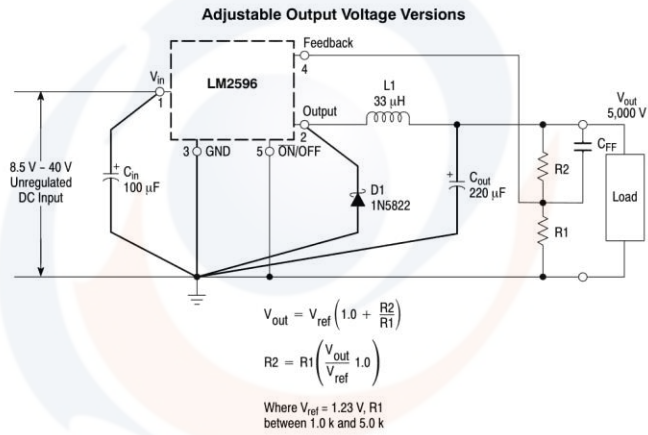 Adjustable Output Voltage Versions
Feedback
4
Vin
1
LM2596
Output
2
L1
33 μH
Vout
5,000 V
3 GND
5 ON/OFF
CFF
8.5 V - 40 V
Unregulated
DC Input
Cin
100 μF
D1
1N5822
Cout
220 μF
R2
Load
R1
Vout = Vref (1.0 + R2/R1)
R2 = R1 (Vout/Vref 1.0)
Where Vref = 1.23 V, R1
between 1.0 k and 5.0 k